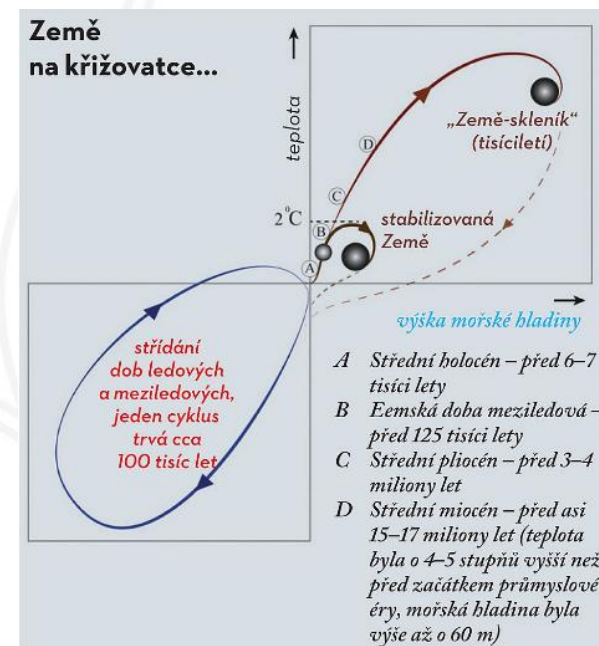 Země
na křižovatce...
teplota
„Země-skleník“
(tisíciletí)
D
C
2°C
B
stabilizovaná
Země
A
výška mořské hladiny
střídání
dob ledových
a meziledových,
jeden cyklus
trvá cca
100 tisíc let
A Střední holocén – před 6–7
tisíci lety
B Eemská doba meziledová –
před 125 tisíci lety
C Střední pliocén – před 3–4
miliony let
D Střední miocén – před asi
15–17 miliony let (teplota
byla o 4–5 stupňů vyšší než
před začátkem průmyslové
éry, mořská hladina byla
výše až o 60 m)